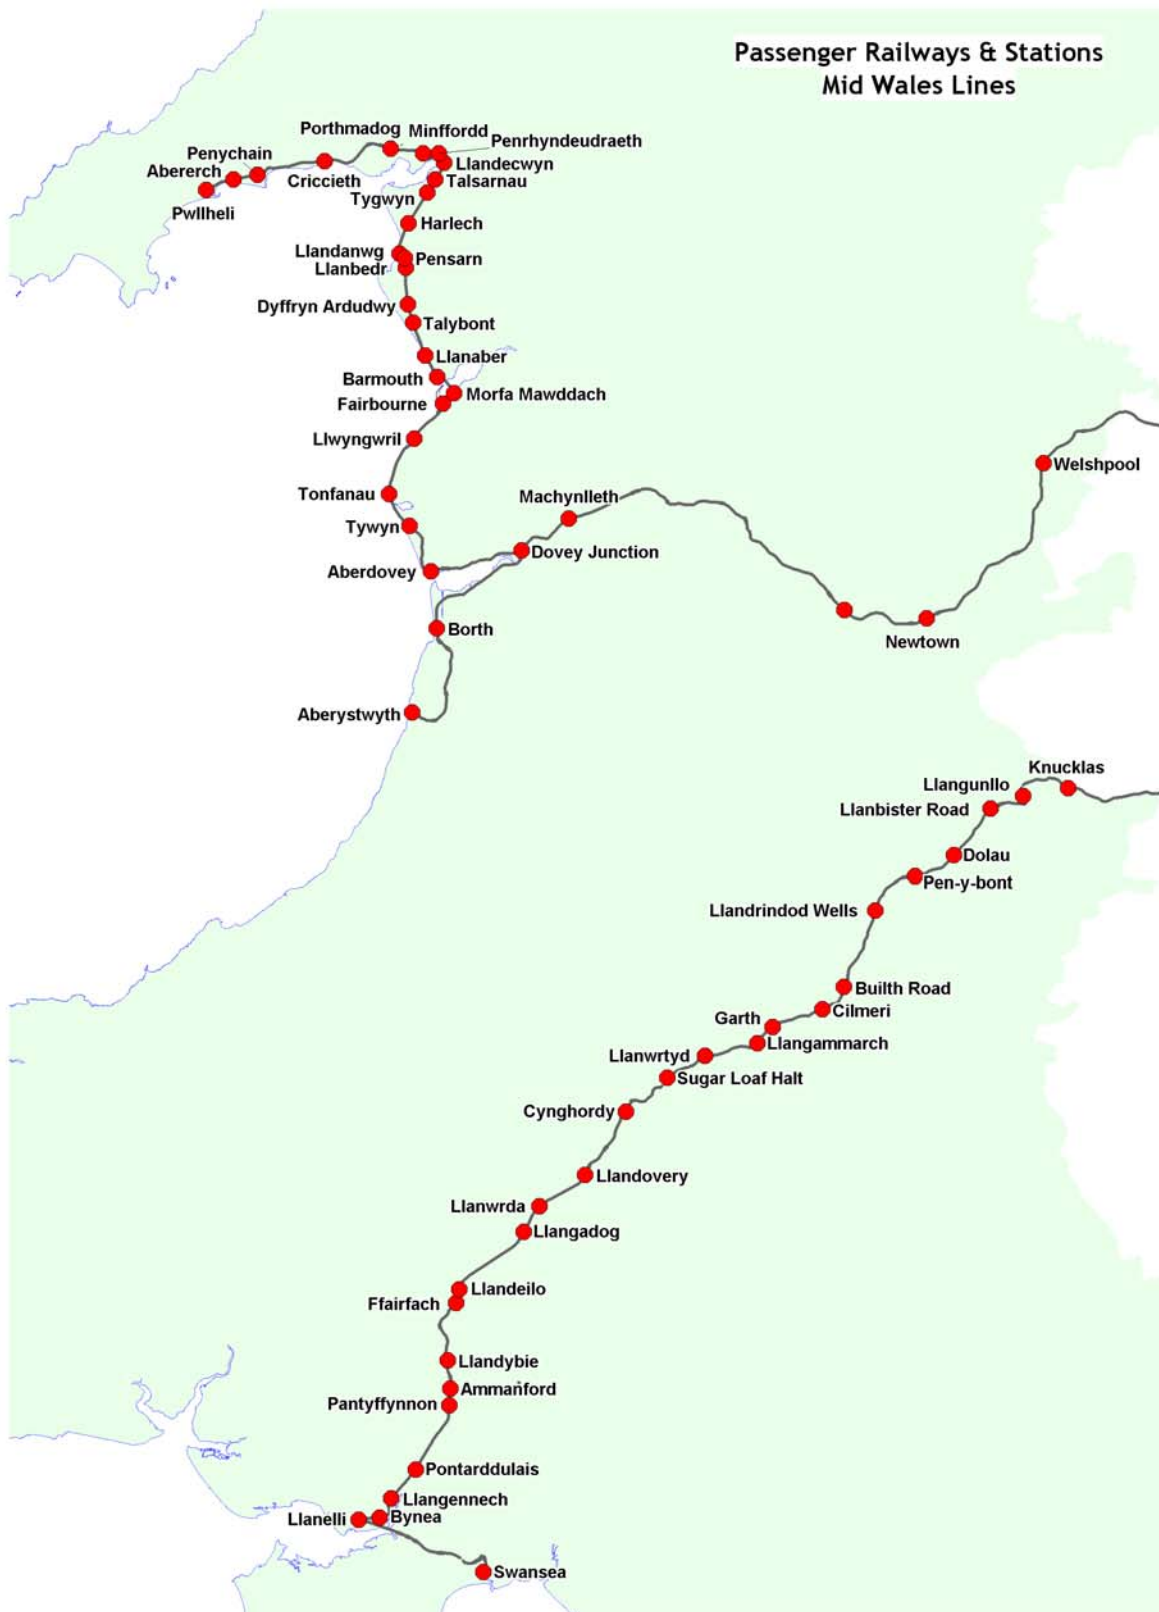 Passenger Railways & Stations
Mid Wales Lines
Porthmadog
Minffordd
Penrhyndeudraeth
Penychain
Llandecwyn
Abererch
Criccieth
Talsarnau
Tygwyn
Pwllheli
Harlech
Llandanwg
Pensarn
Llanbedr
Dyffryn Ardudwy
Talybont
Llanaber
Barmouth
Morfa Mawddach
Fairbourne
Llwyngwril
Welshpool
Tonfanau
Machynlleth
Tywyn
Dovey Junction
Aberdovey
Borth
Newtown
Aberystwyth
Knucklas
Llangunllo
Llanbister Road
Dolau
Pen-y-bont
Llandrindod Wells
Builth Road
Cilmeri
Garth
Llangammarch
Llanwrtyd
Sugar Loaf Halt
Cynghordy
Llandovery
Llanwrda
Llangadog
Llandeilo
Ffairfach
Llandybie
Ammanford
Pantyffynnon
Pontarddulais
Llangennech
Bynea
Llanelli
Swansea